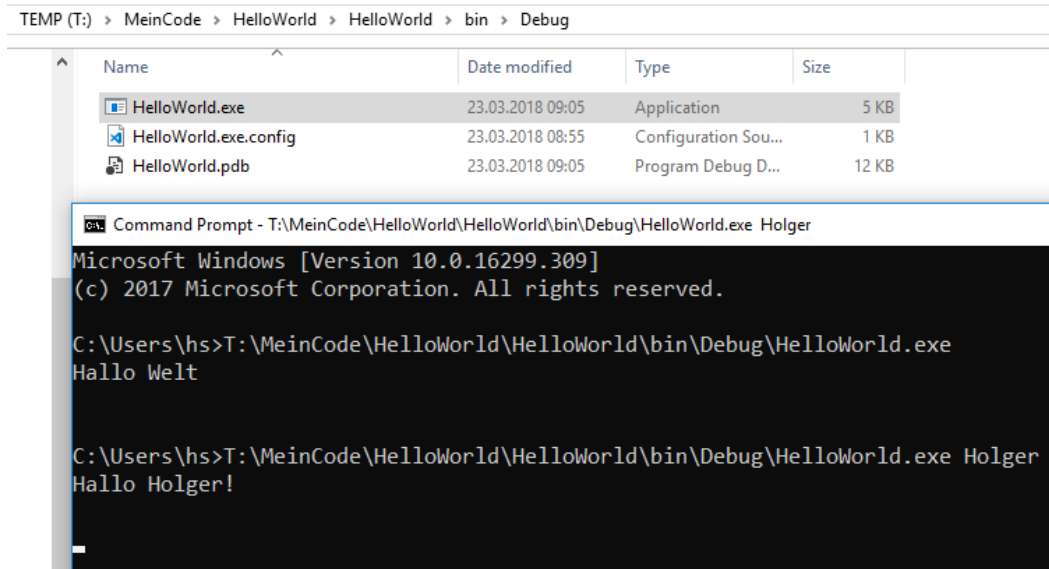 TEMP (T:) > MeinCode > HelloWorld > HelloWorld > bin > Debug
Name Date modified Type Size
HelloWorld.exe 23.03.2018 09:05 Application 5 KB
HelloWorld.exe.config 23.03.2018 08:55 Configuration Sou... 1 KB
HelloWorld.pdb 23.03.2018 09:05 Program Debug D... 12 KB
Command Prompt - T:\MeinCode\HelloWorld\HelloWorld\bin\Debug\HelloWorld.exe Holger
Microsoft Windows [Version 10.0.16299.309]
(c) 2017 Microsoft Corporation. All rights reserved.
C:\Users\hs>T:\MeinCode\HelloWorld\HelloWorld\bin\Debug\HelloWorld.exe
Hallo Welt
C:\Users\hs>T:\MeinCode\HelloWorld\HelloWorld\bin\Debug\HelloWorld.exe Holger
Hallo Holger!